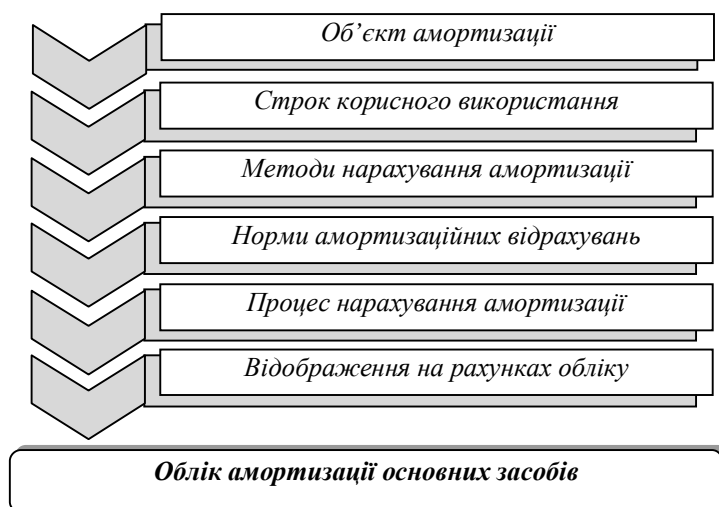 Об’єкт амортизації
Строк корисного використання
Методи нарахування амортизації
Норми амортизаційних відрахувань
Процес нарахування амортизації
Відображення на рахунках обліку
Облік амортизації основних засобів